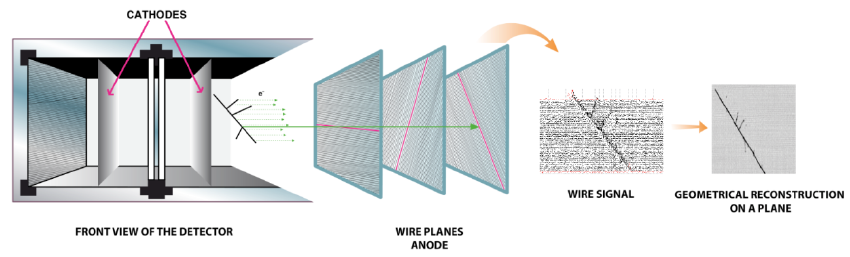 CATHODES
e-
WIRE SIGNAL
GEOMETRICAL RECONSTRUCTION
ON A PLANE
FRONT VIEW OF THE DETECTOR
WIRE PLANES
ANODE